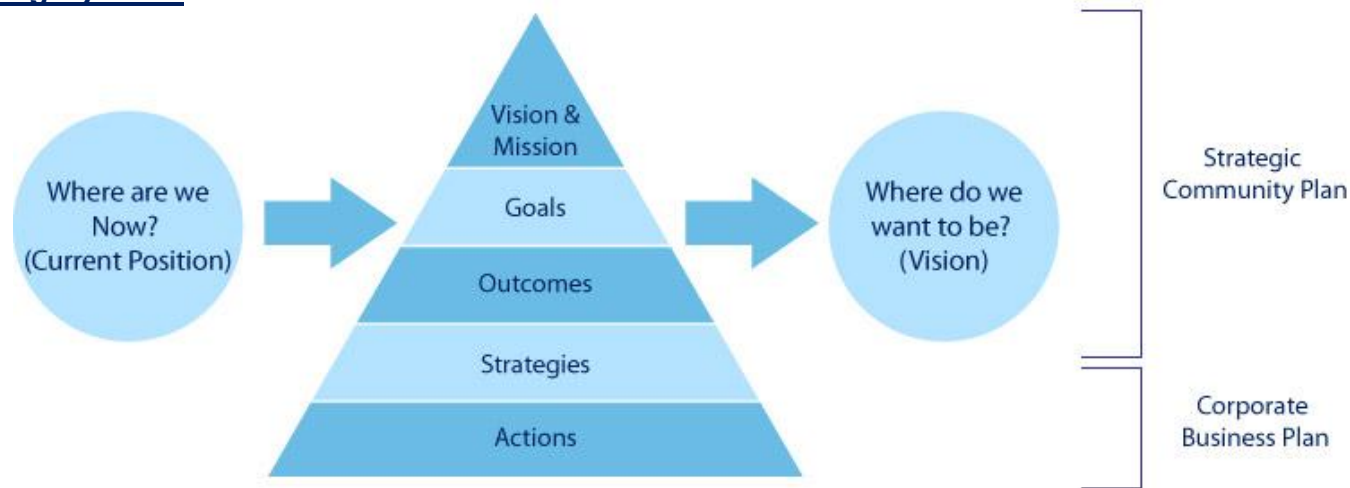 Where are we
Now?
(Current Position)
Vision &
Mission
Goals
Outcomes
Strategies
Actions
Where do we
want to be?
(Vision)
Strategic
Community Plan
Corporate
Business Plan